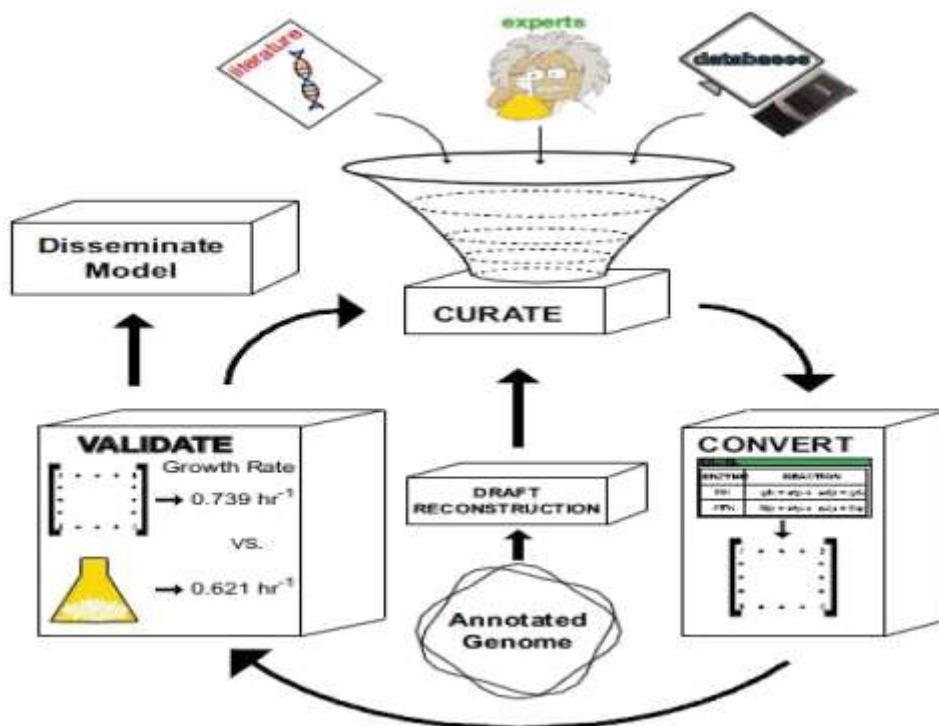 experts
literature
databases
Disseminate
Model
CURATE
VALIDATE
Growth Rate
0.739 hr⁻¹
vs.
0.621 hr⁻¹
DRAFT
RECONSTRUCTION
Annotated
Genome
CONVERT
ENZYME REACTION